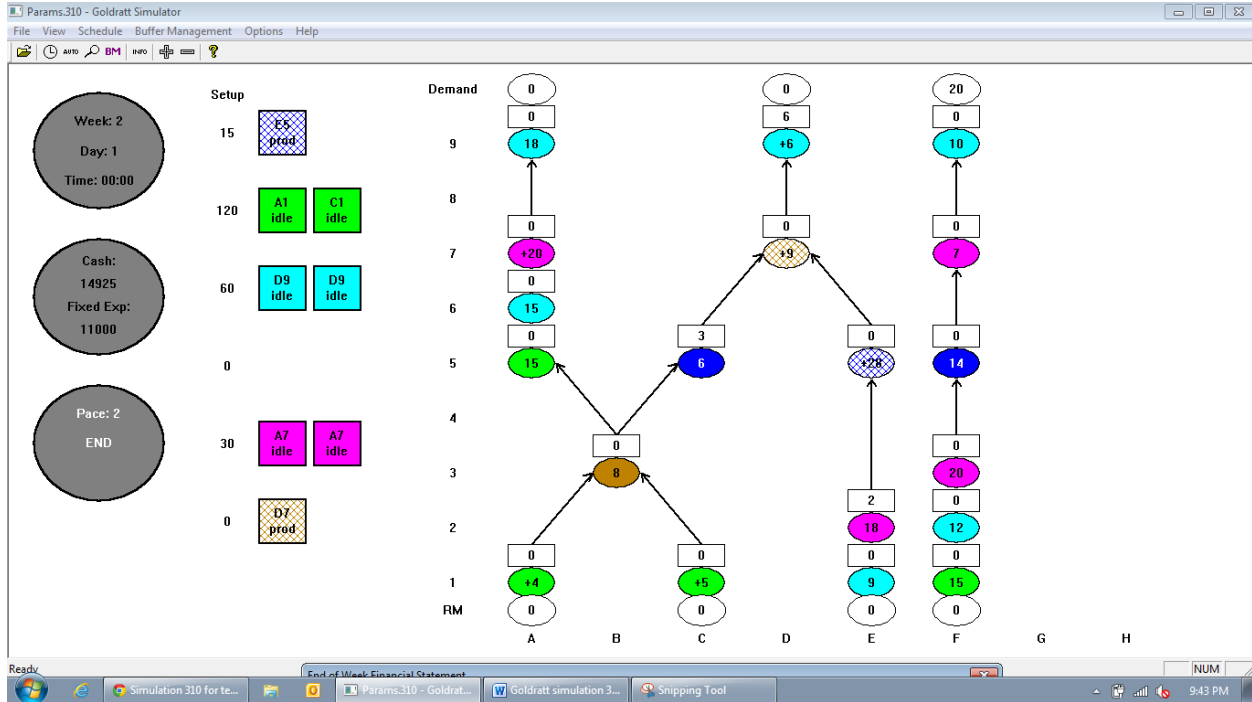 Params.310 - Goldratt Simulator
File View Schedule Buffer Management Options Help
AUTO BM INFO
Setup Demand 0 0 20
Week: 2
Day: 1
Time: 00:00
15 E5 prod 9 0 6 0
18 +6 10
120 A1 idle C1 idle 8
Cash:
14925
Fixed Exp:
11000
0 0 0
7 +20 +9 7
60 D9 idle D9 idle 0
6 15
0 3 0 0
0 5 15 6 +28 14
Pace: 2
END
4
30 A7 idle A7 idle 0 0
3 8 20
2 0
0 D7 prod 2 18 12
0 0 0 0
1 +4 +5 9 15
RM 0 0 0 0
A B C D E F G H
Ready NUM
End of Week Financial Statement
Simulation 310 for te...
Params.310 - Goldrat...
Goldratt simulation 3...
Snipping Tool
9:43 PM